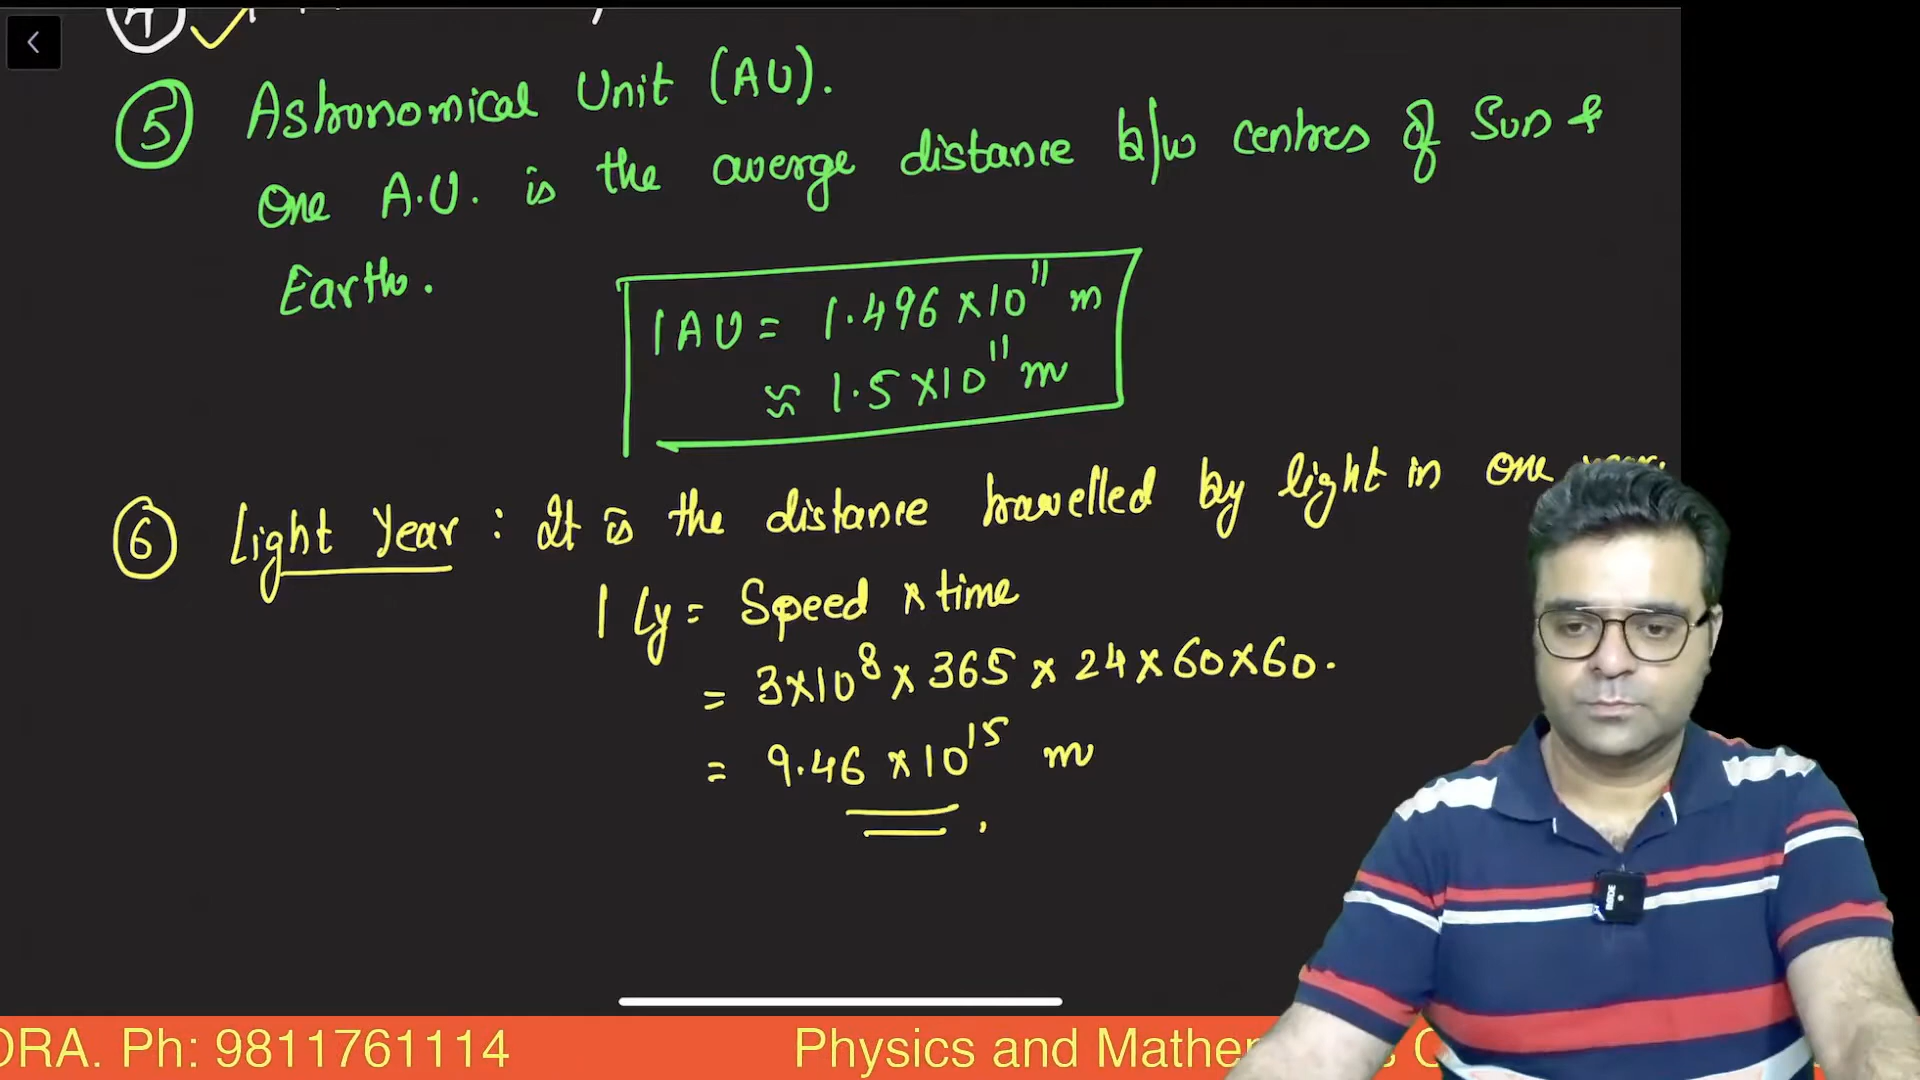 5 Astronomical Unit (AU).
One A.U. is the averge distance b/w centres of Sun &
Earth.
1 AU = 1.496 × 10¹¹ m
≈ 1.5 × 10¹¹ m
6 Light Year : It is the distance travelled by light in one year.
1 Ly = Speed × time
= 3×10⁸ × 365 × 24 × 60 × 60.
= 9.46 × 10¹⁵ m
DRA. Ph: 9811761114 Physics and